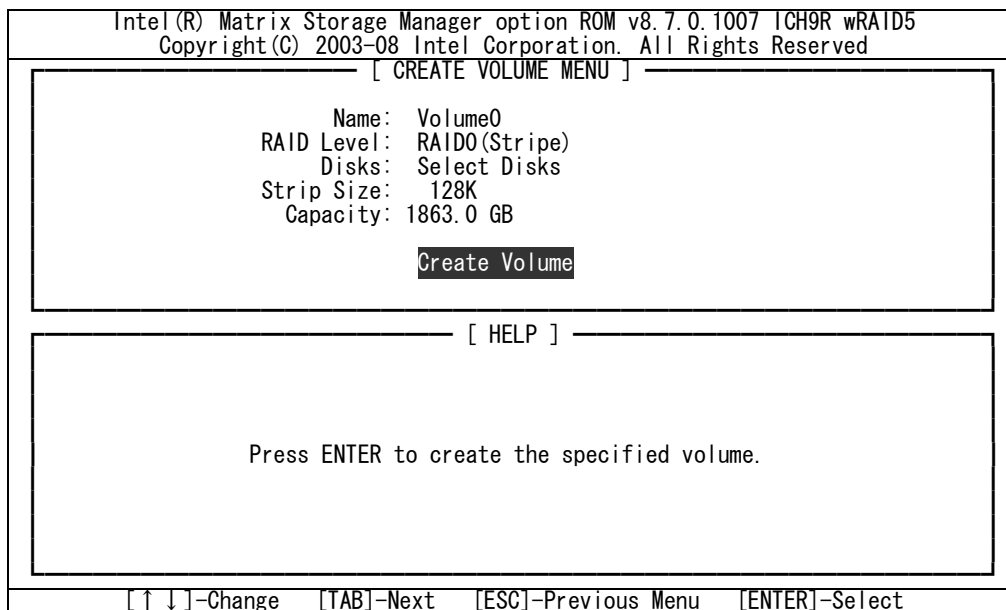 Intel(R) Matrix Storage Manager option ROM v8.7.0.1007 ICH9R wRAID5
Copyright(C) 2003-08 Intel Corporation. All Rights Reserved
[ CREATE VOLUME MENU ]
Name: Volume0
RAID Level: RAID0(Stripe)
Disks: Select Disks
Strip Size: 128K
Capacity: 1863.0 GB
Create Volume
[ HELP ]
Press ENTER to create the specified volume.
[↑↓]-Change [TAB]-Next [ESC]-Previous Menu [ENTER]-Select